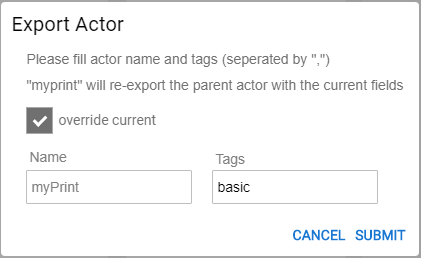 Export Actor
Please fill actor name and tags (seperated by ",")
"myprint" will re-export the parent actor with the current fields
override current
Name Tags
myPrint basic
CANCEL SUBMIT